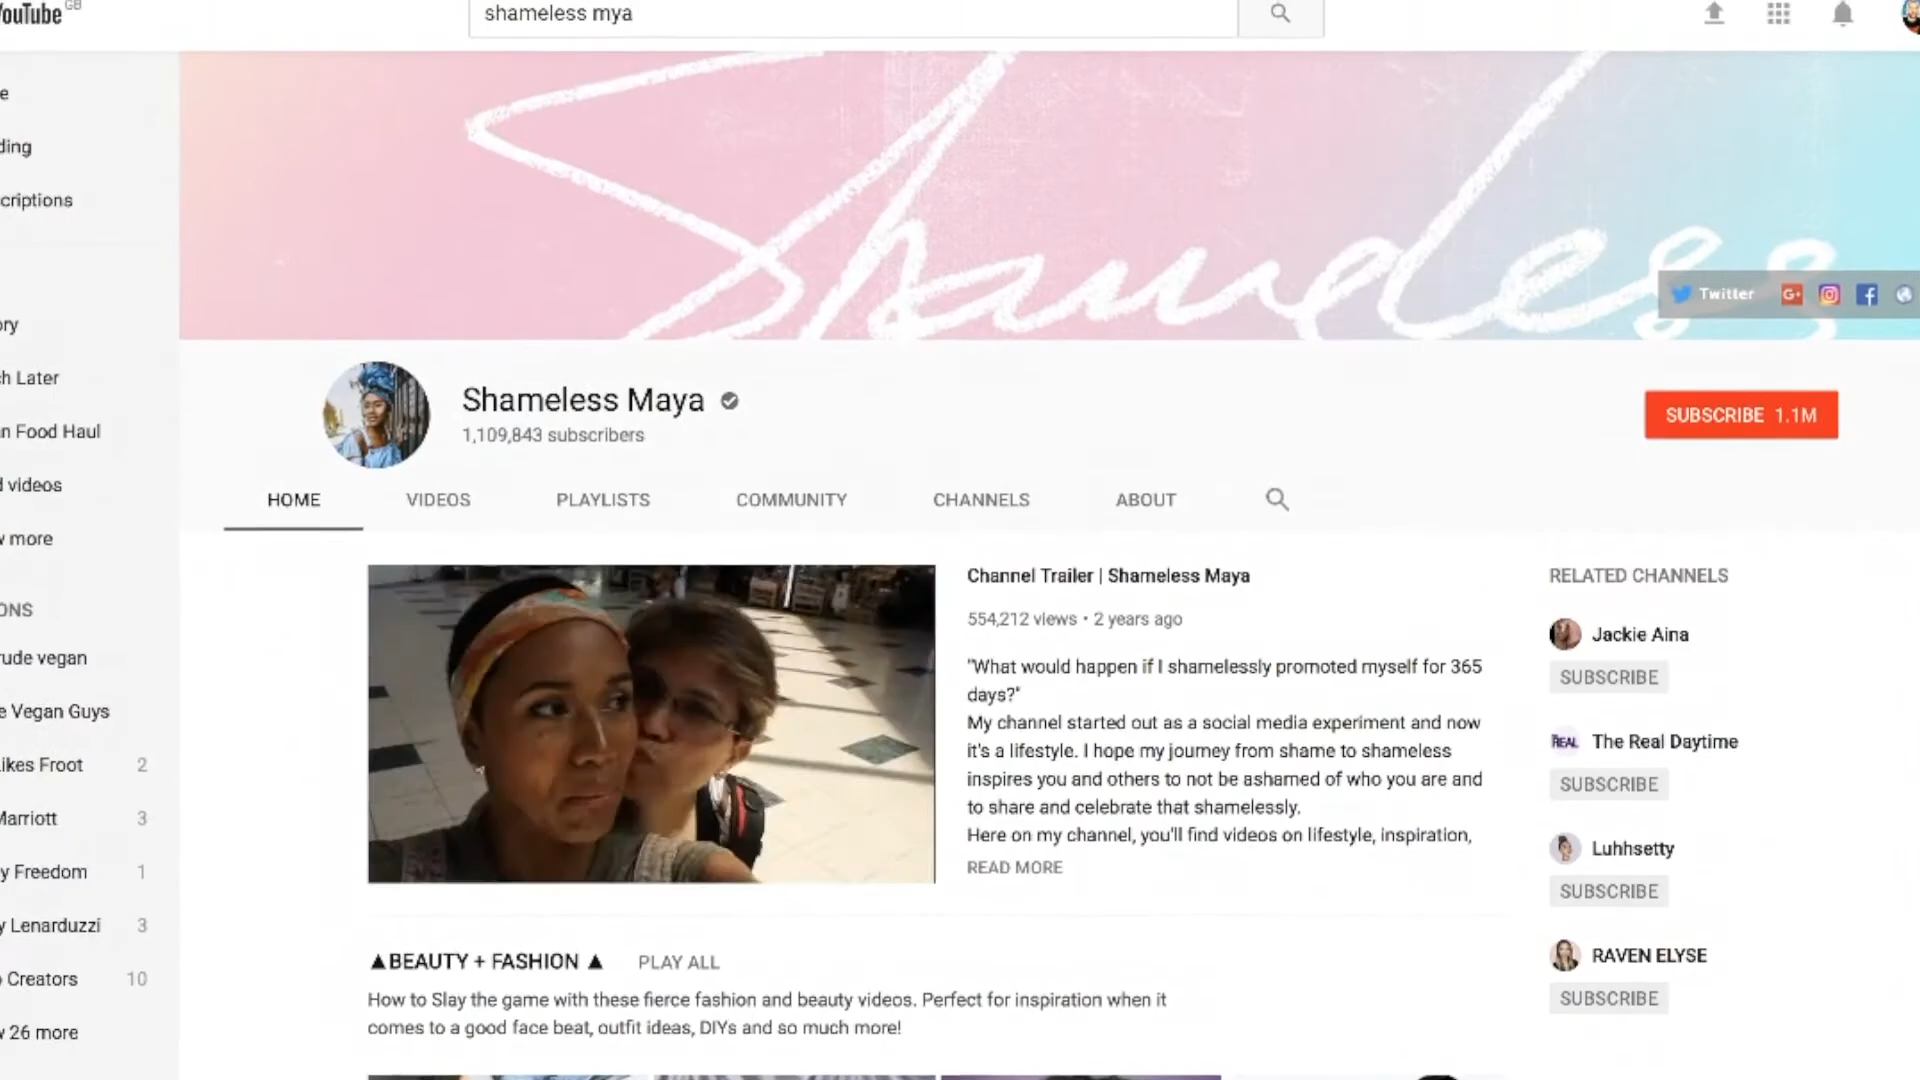 YouTube GB
shameless mya
e
ding
criptions
ory
ch Later
n Food Haul
d videos
w more
ONS
rude vegan
e Vegan Guys
ikes Froot 2
Marriott 3
y Freedom 1
y Lenarduzzi 3
o Creators 10
w 26 more
Shameless
Twitter
Shameless Maya
1,109,843 subscribers
SUBSCRIBE 1.1M
HOME VIDEOS PLAYLISTS COMMUNITY CHANNELS ABOUT
Channel Trailer | Shameless Maya
554,212 views • 2 years ago
"What would happen if I shamelessly promoted myself for 365
days?"
My channel started out as a social media experiment and now
it's a lifestyle. I hope my journey from shame to shameless
inspires you and others to not be ashamed of who you are and
to share and celebrate that shamelessly.
Here on my channel, you'll find videos on lifestyle, inspiration,
READ MORE
RELATED CHANNELS
Jackie Aina
SUBSCRIBE
REAL The Real Daytime
SUBSCRIBE
Luhhsetty
SUBSCRIBE
RAVEN ELYSE
SUBSCRIBE
▲BEAUTY + FASHION ▲ PLAY ALL
How to Slay the game with these fierce fashion and beauty videos. Perfect for inspiration when it
comes to a good face beat, outfit ideas, DIYs and so much more!